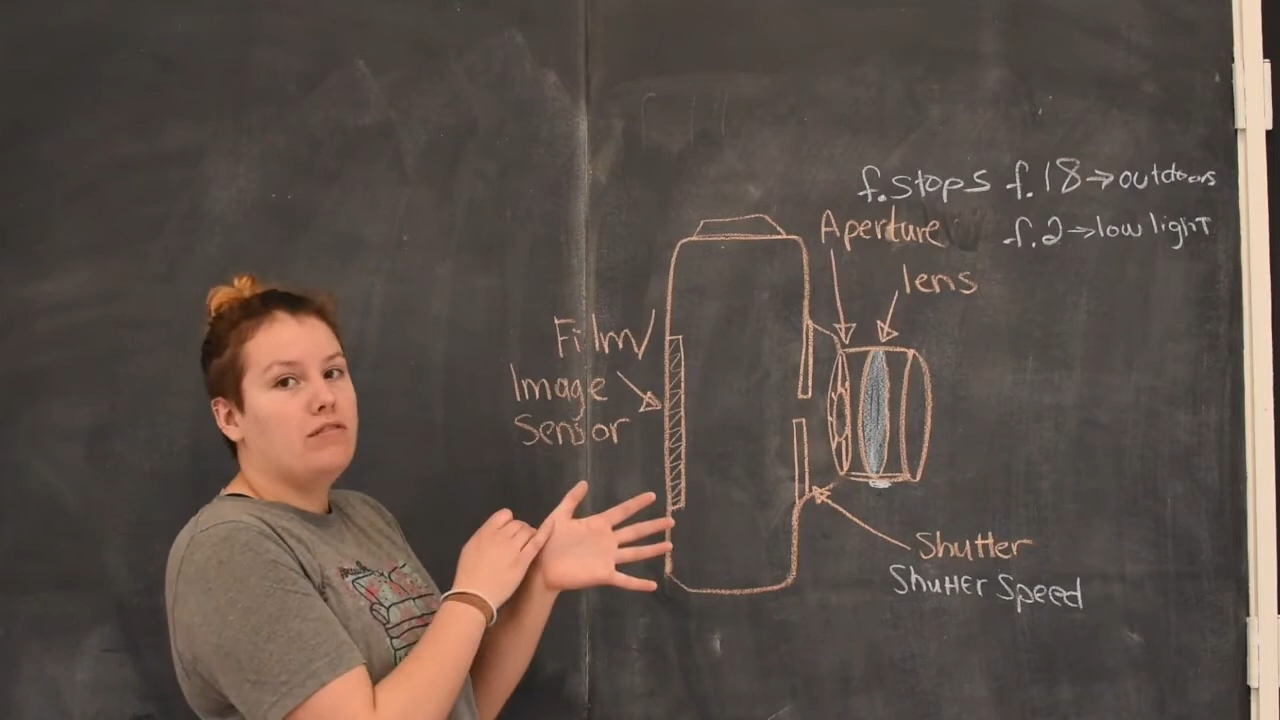 f.stops f.18→outdoors
f.2→low light
Aperture
lens
Film/
Image
Sensor
Shutter
Shutter Speed